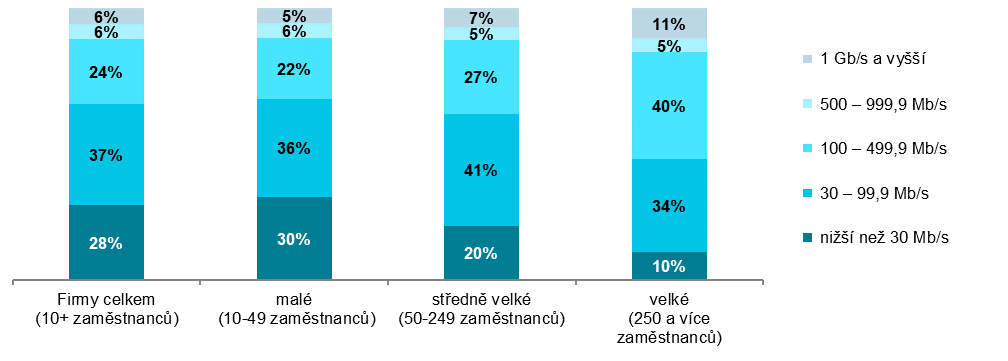 6%
5%
7%
11%
6%
6%
5%
5%
24%
22%
27%
40%
37%
36%
41%
34%
28%
30%
20%
10%
1 Gb/s a vyšší
500 – 999,9 Mb/s
100 – 499,9 Mb/s
30 – 99,9 Mb/s
nižší než 30 Mb/s
Firmy celkem
(10+ zaměstnanců)
malé
(10-49 zaměstnanců)
středně velké
(50-249 zaměstnanců)
velké
(250 a více
zaměstnanců)